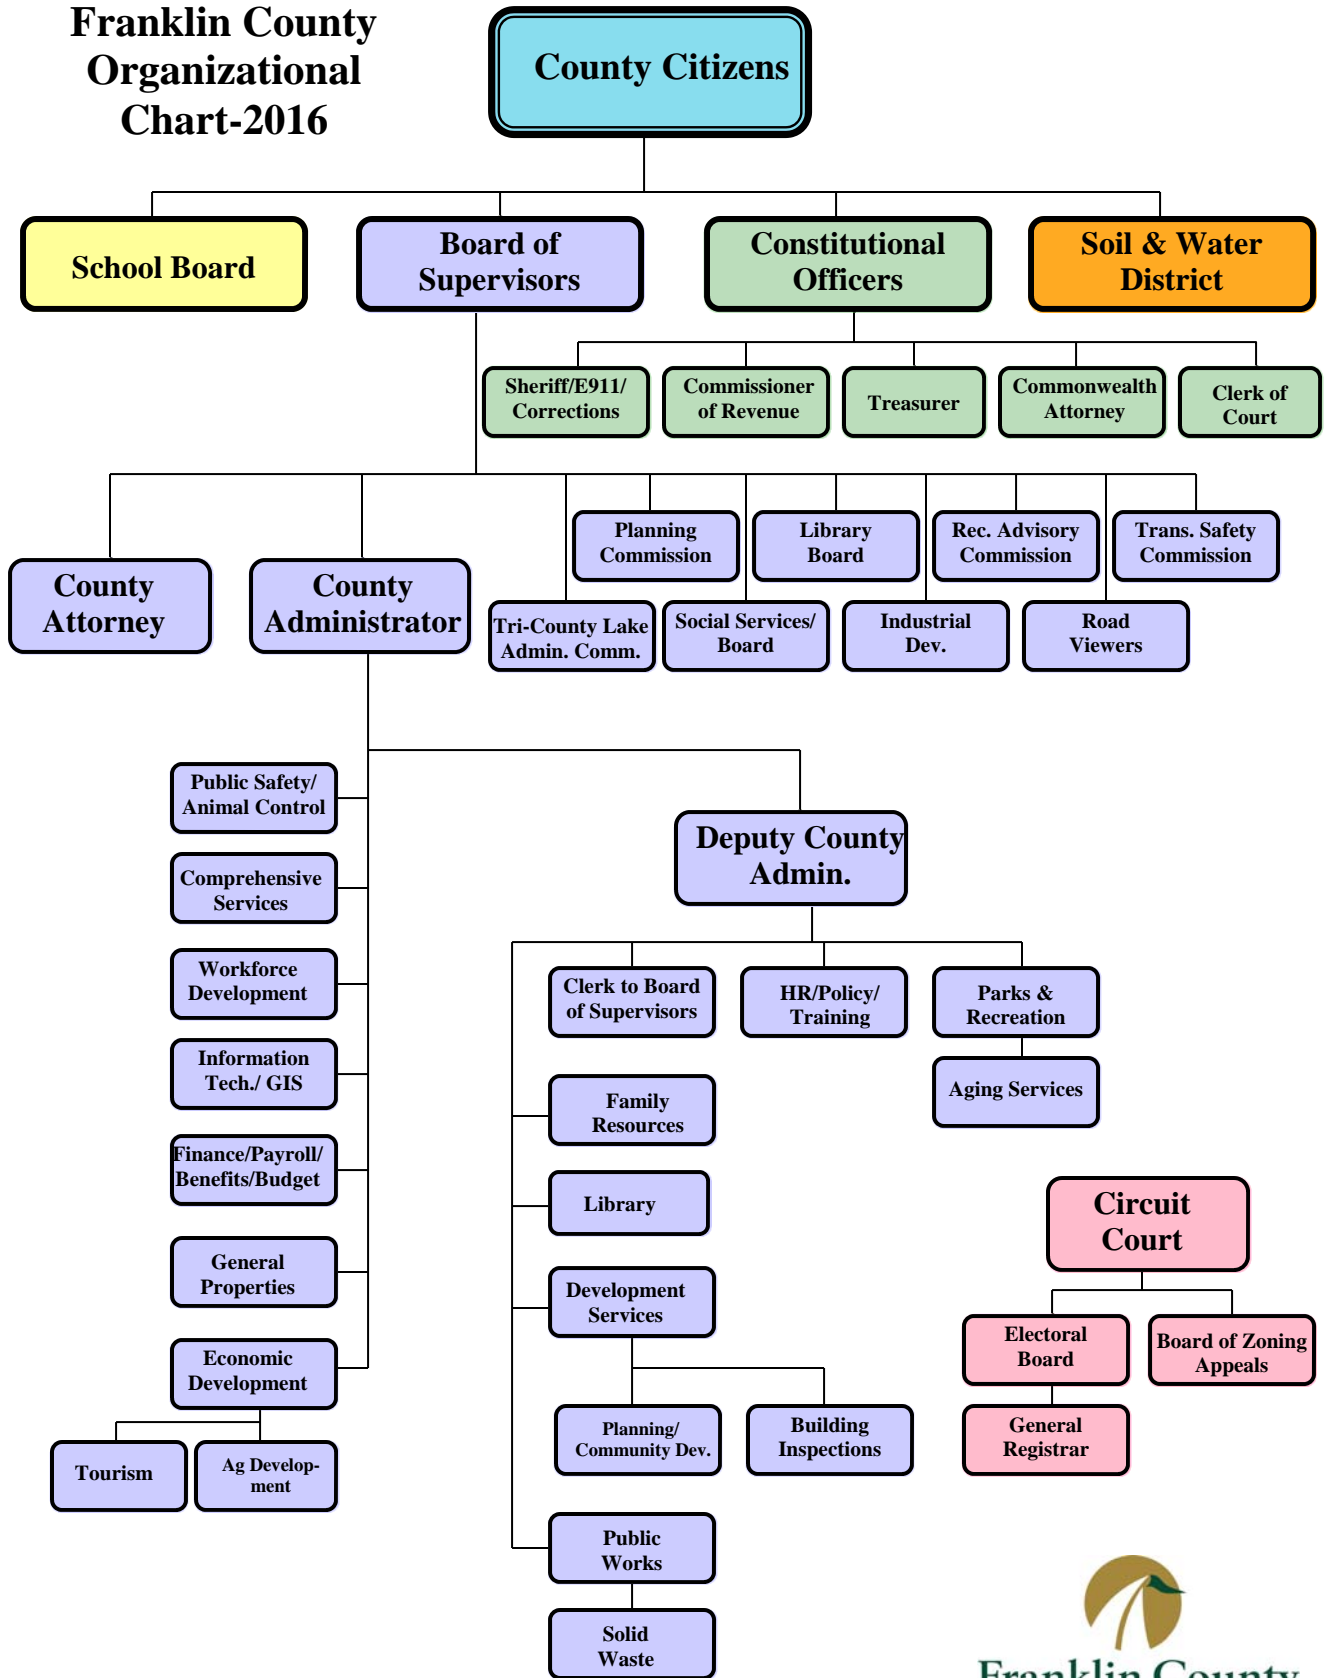 Franklin County
Organizational
Chart-2016
County Citizens
School Board
Board of
Supervisors
Constitutional
Officers
Soil & Water
District
Sheriff/E911/
Corrections
Commissioner
of Revenue
Treasurer
Commonwealth
Attorney
Clerk of
Court
County
Attorney
County
Administrator
Planning
Commission
Library
Board
Rec. Advisory
Commission
Trans. Safety
Commission
Tri-County Lake
Admin. Comm.
Social Services/
Board
Industrial
Dev.
Road
Viewers
Public Safety/
Animal Control
Comprehensive
Services
Workforce
Development
Information
Tech./ GIS
Finance/Payroll/
Benefits/Budget
General
Properties
Economic
Development
Tourism
Ag Develop-
ment
Deputy County
Admin.
Clerk to Board
of Supervisors
HR/Policy/
Training
Parks &
Recreation
Aging Services
Family
Resources
Library
Development
Services
Planning/
Community Dev.
Building
Inspections
Public
Works
Solid
Waste
Circuit
Court
Electoral
Board
Board of Zoning
Appeals
General
Registrar
Franklin County